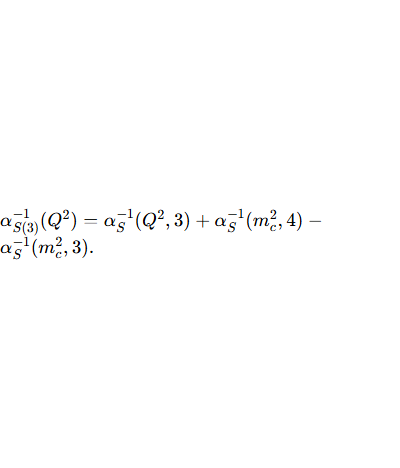 α_{S(3)}^{-1}(Q^2) = α_S^{-1}(Q^2, 3) + α_S^{-1}(m_c^2, 4) −
α_S^{-1}(m_c^2, 3).